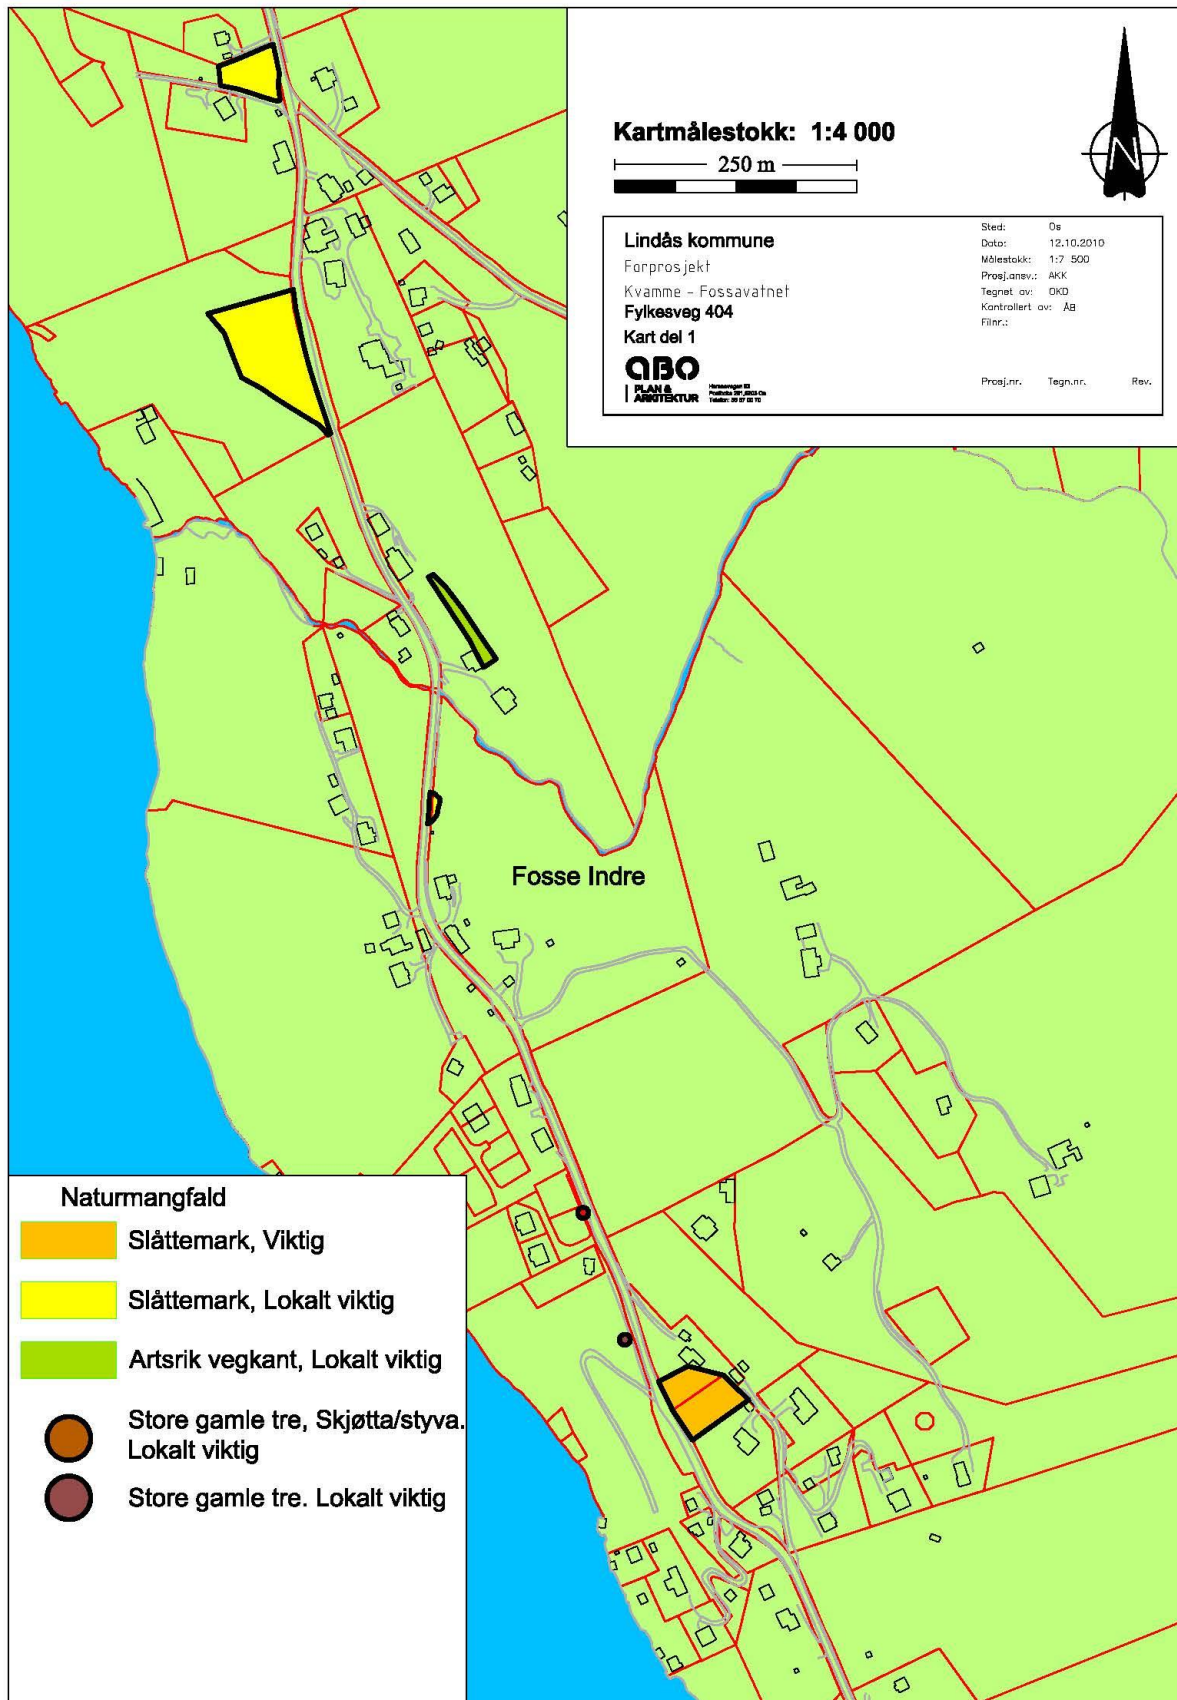 Kartmålestokk: 1:4 000
250 m
N
Lindås kommune
Forprosjekt
Kvamme - Fossavatnet
Fylkesveg 404
Kart del 1
ABO
PLAN &
ARKITEKTUR
Sted: Os
Dato: 12.10.2010
Målestokk: 1:7 500
Prosj.ansv.: AKK
Tegnet av: ØKD
Kontrollert av: ÅB
Filnr.:
Prosj.nr. Tegn.nr. Rev.
Fosse Indre
Naturmangfald
Slåttemark, Viktig
Slåttemark, Lokalt viktig
Artsrik vegkant, Lokalt viktig
Store gamle tre, Skjøtta/styva.
Lokalt viktig
Store gamle tre. Lokalt viktig